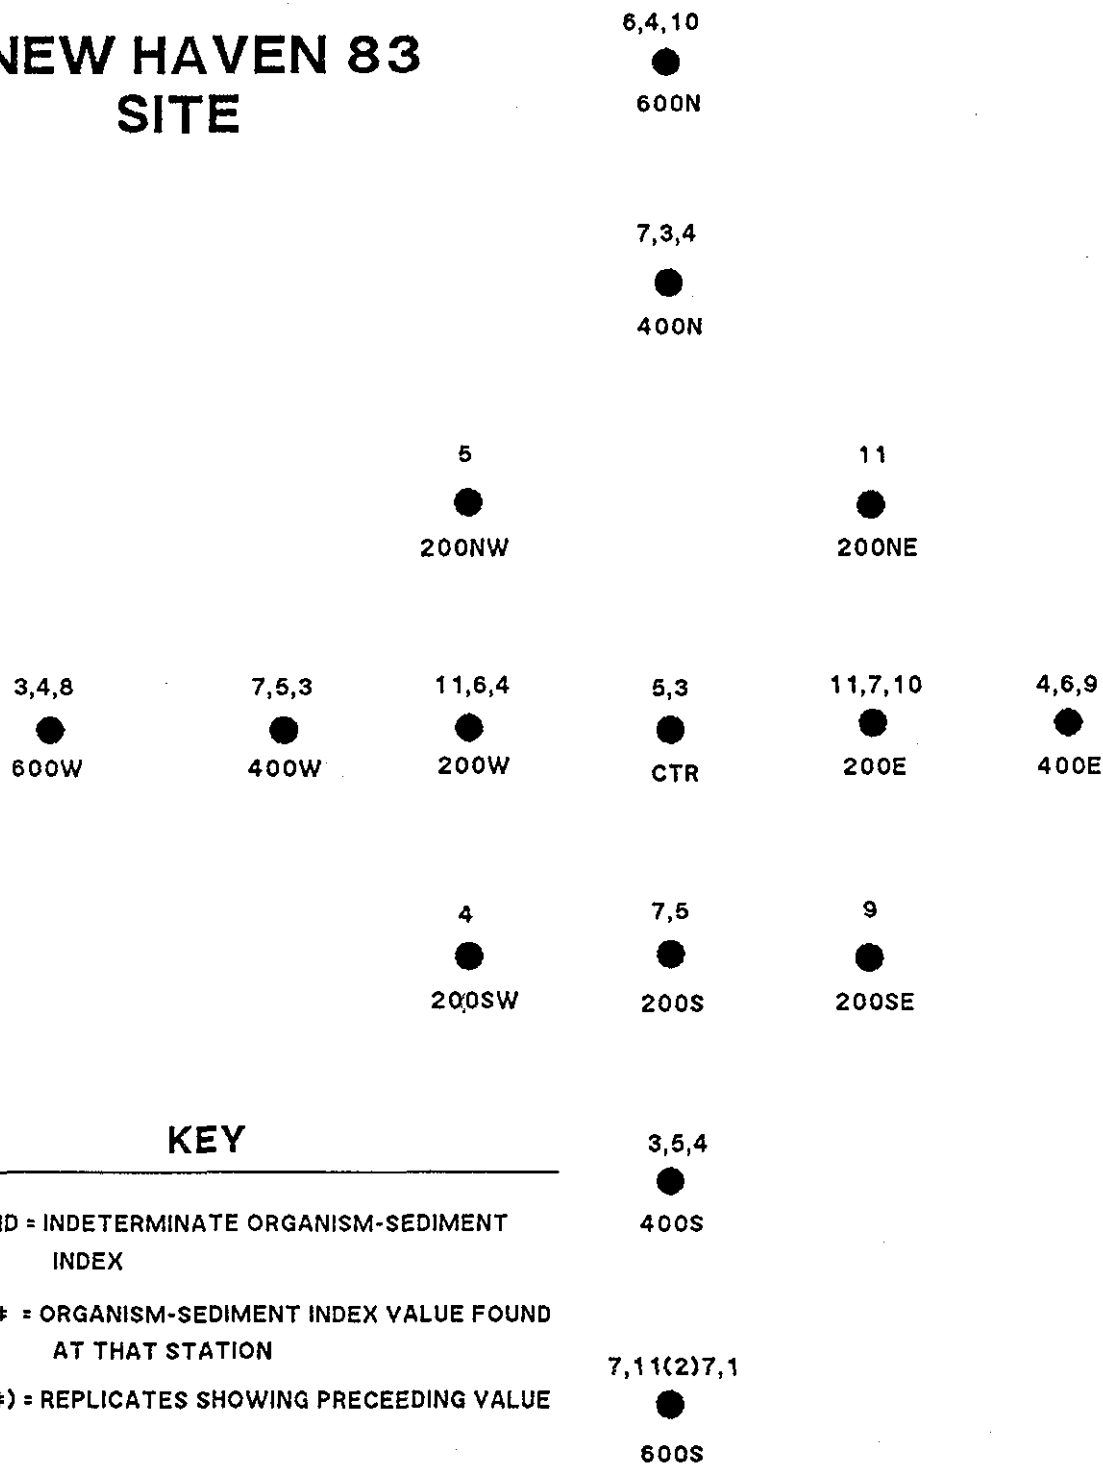 NEW HAVEN 83
SITE
6,4,10
600N
7,3,4
400N
5
200NW
11
200NE
3,4,8
600W
7,5,3
400W
11,6,4
200W
5,3
CTR
11,7,10
200E
4,6,9
400E
4
200SW
7,5
200S
9
200SE
KEY
3,5,4
400S
ID = INDETERMINATE ORGANISM-SEDIMENT
INDEX
# = ORGANISM-SEDIMENT INDEX VALUE FOUND
AT THAT STATION
#) = REPLICATES SHOWING PRECEEDING VALUE
7,11(2)7,1
600S